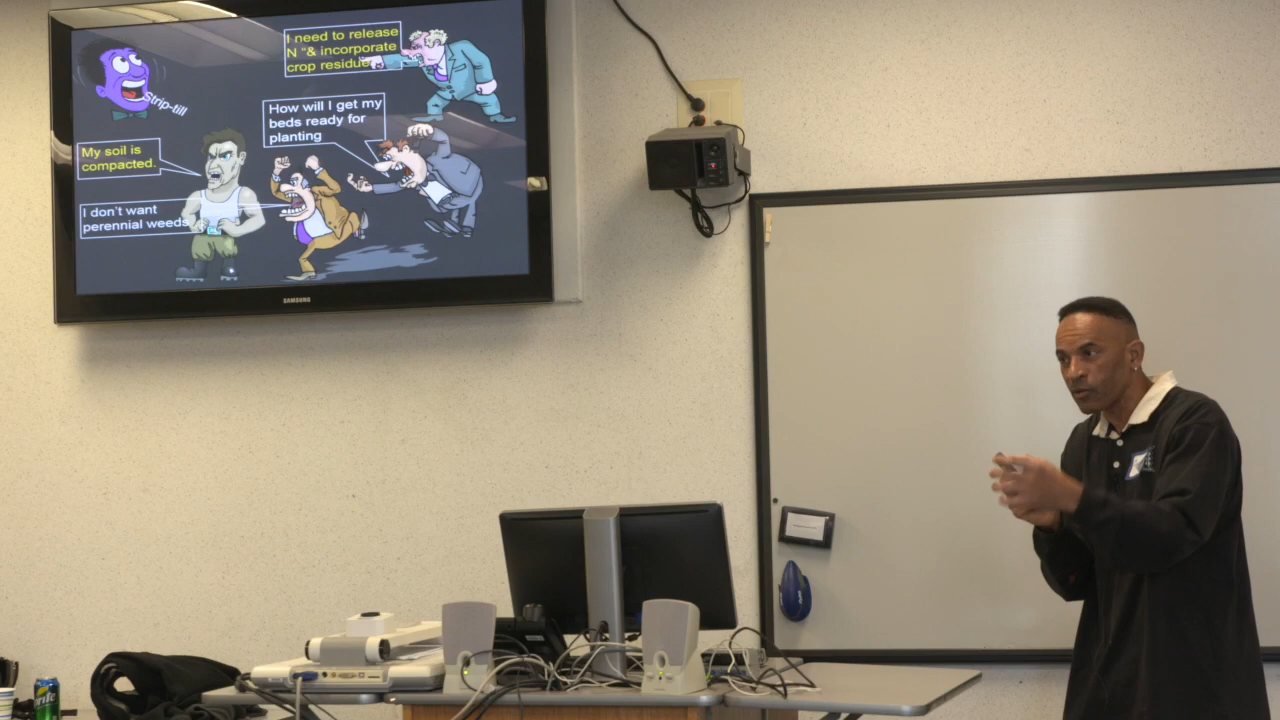 I need to release
N "& incorporate
crop residue
Strip-till
How will I get my
beds ready for
planting
My soil is
compacted.
I don't want
perennial weeds
SAMSUNG